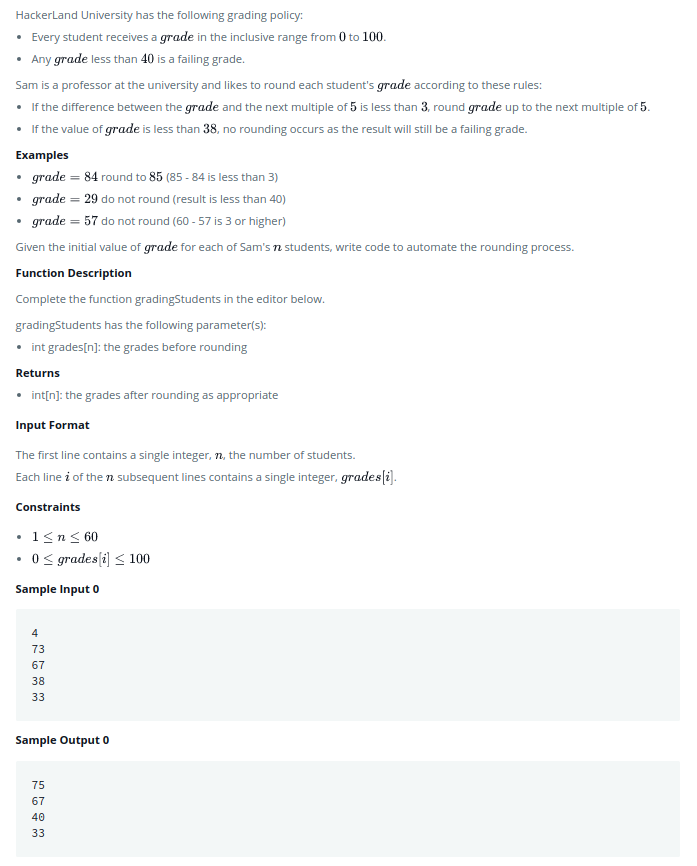 HackerLand University has the following grading policy:
• Every student receives a grade in the inclusive range from 0 to 100.
• Any grade less than 40 is a failing grade.
Sam is a professor at the university and likes to round each student's grade according to these rules:
• If the difference between the grade and the next multiple of 5 is less than 3, round grade up to the next multiple of 5.
• If the value of grade is less than 38, no rounding occurs as the result will still be a failing grade.
Examples
• grade = 84 round to 85 (85 - 84 is less than 3)
• grade = 29 do not round (result is less than 40)
• grade = 57 do not round (60 - 57 is 3 or higher)
Given the initial value of grade for each of Sam's n students, write code to automate the rounding process.
Function Description
Complete the function gradingStudents in the editor below.
gradingStudents has the following parameter(s):
• int grades[n]: the grades before rounding
Returns
• int[n]: the grades after rounding as appropriate
Input Format
The first line contains a single integer, n, the number of students.
Each line i of the n subsequent lines contains a single integer, grades[i].
Constraints
• 1 ≤ n ≤ 60
• 0 ≤ grades[i] ≤ 100
Sample Input 0
4
73
67
38
33
Sample Output 0
75
67
40
33